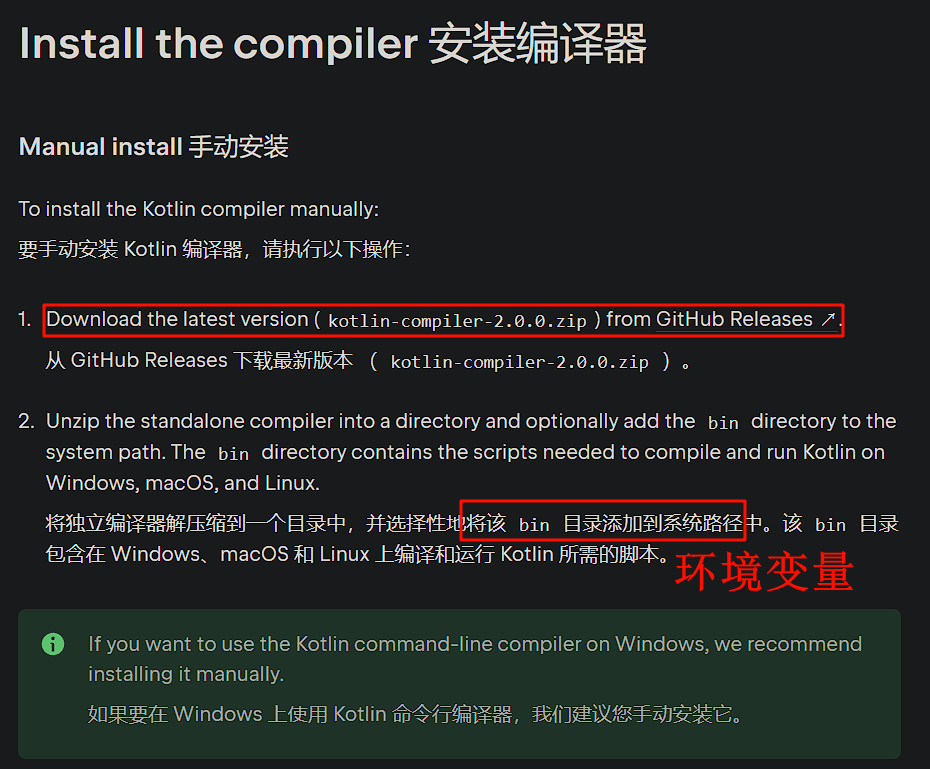 Install the compiler 安装编译器
Manual install 手动安装
To install the Kotlin compiler manually:
要手动安装 Kotlin 编译器，请执行以下操作：
1. Download the latest version ( kotlin-compiler-2.0.0.zip ) from GitHub Releases ↗.
从 GitHub Releases 下载最新版本 （ kotlin-compiler-2.0.0.zip ）。
2. Unzip the standalone compiler into a directory and optionally add the bin directory to the
system path. The bin directory contains the scripts needed to compile and run Kotlin on
Windows, macOS, and Linux.
将独立编译器解压缩到一个目录中，并选择性地将该 bin 目录添加到系统路径中。该 bin 目录
包含在 Windows、macOS 和 Linux 上编译和运行 Kotlin 所需的脚本。
环境变量
If you want to use the Kotlin command-line compiler on Windows, we recommend
installing it manually.
如果要在 Windows 上使用 Kotlin 命令行编译器，我们建议您手动安装它。